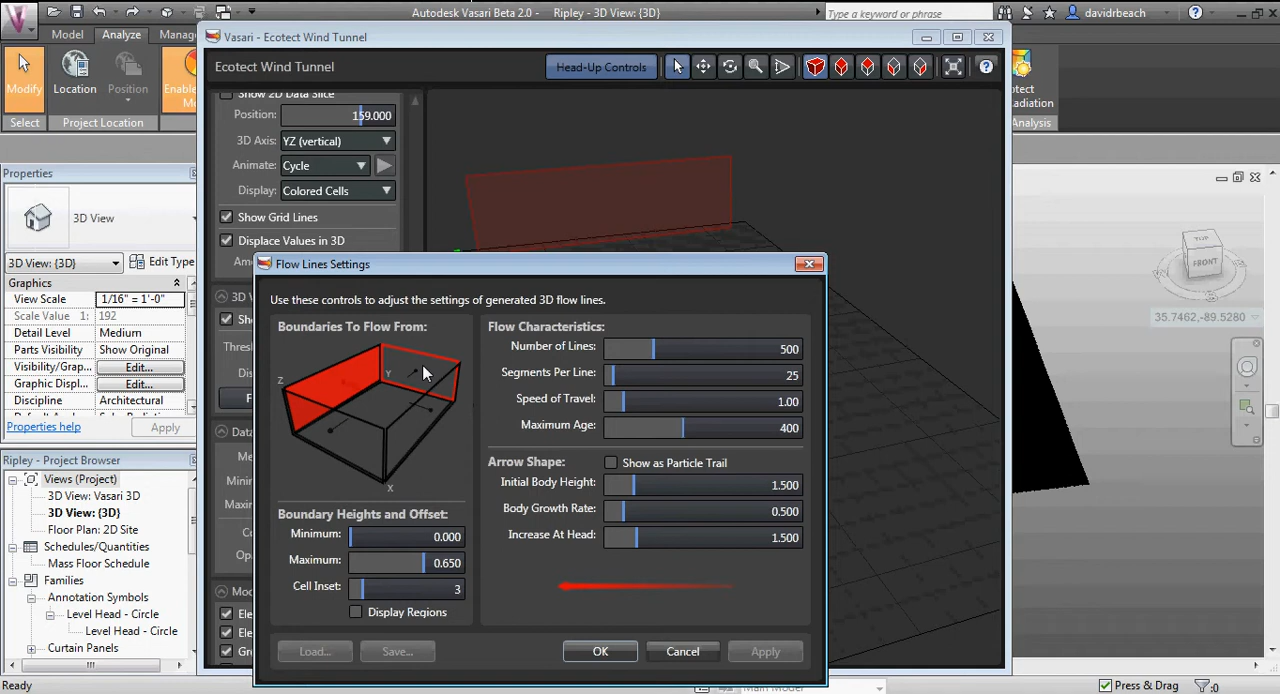 Autodesk Vasari Beta 2.0 - Ripley - 3D View: {3D}
Type a keyword or phrase
davidrbeach
Model
Analyze
Modify
Location
Position
Select
Project Location
Vasari - Ecotect Wind Tunnel
Ecotect Wind Tunnel
Head-Up Controls
Show 2D Data Slice
Position: 159.000
3D Axis: YZ (vertical)
Animate: Cycle
Display: Colored Cells
Show Grid Lines
Displace Values in 3D
Properties
3D View
3D View: {3D}
Edit Type
Graphics
View Scale 1/16" = 1'-0"
Scale Value 1: 192
Detail Level Medium
Parts Visibility Show Original
Visibility/Grap... Edit...
Graphic Displ... Edit...
Discipline Architectural
Properties help
Apply
Ripley - Project Browser
Views (Project)
3D View: Vasari 3D
3D View: {3D}
Floor Plan: 2D Site
Schedules/Quantities
Mass Floor Schedule
Families
Annotation Symbols
Level Head - Circle
Level Head - Circle
Curtain Panels
Ready
Flow Lines Settings
Use these controls to adjust the settings of generated 3D flow lines.
Boundaries To Flow From:
Z
Y
X
Boundary Heights and Offset:
Minimum: 0.000
Maximum: 0.650
Cell Inset: 3
Display Regions
Flow Characteristics:
Number of Lines: 500
Segments Per Line: 25
Speed of Travel: 1.00
Maximum Age: 400
Arrow Shape:
Show as Particle Trail
Initial Body Height: 1.500
Body Growth Rate: 0.500
Increase At Head: 1.500
Load...
Save...
OK
Cancel
Apply
Analysis
TOP
FRONT
35.7462,-89.5280
Main Model
Press & Drag
:0